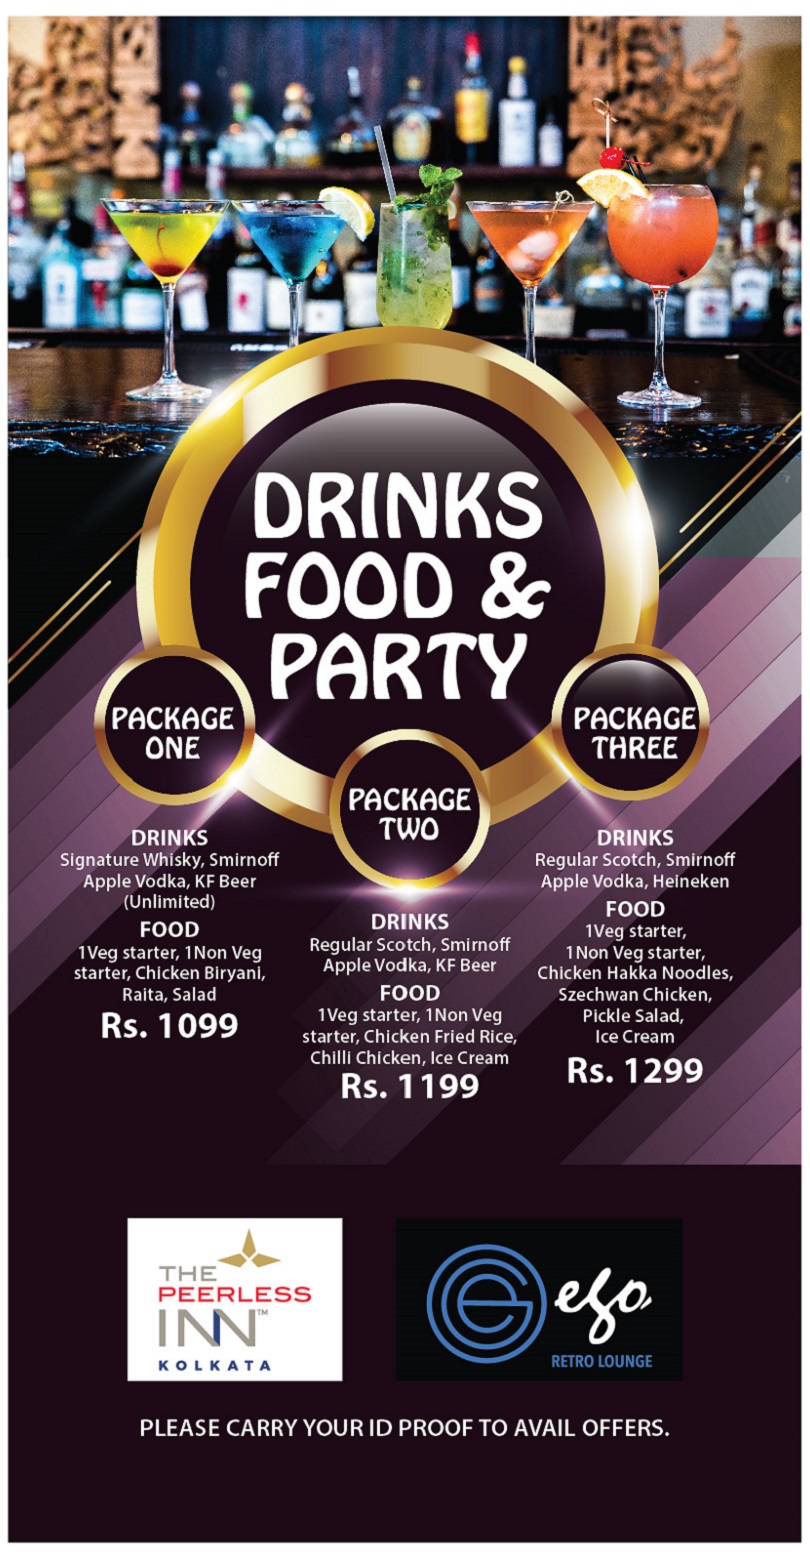 DRINKS
FOOD &
PARTY
PACKAGE
ONE
DRINKS
Signature Whisky, Smirnoff
Apple Vodka, KF Beer
(Unlimited)
FOOD
1Veg starter, 1Non Veg
starter, Chicken Biryani,
Raita, Salad
Rs. 1099
PACKAGE
TWO
DRINKS
Regular Scotch, Smirnoff
Apple Vodka, KF Beer
FOOD
1Veg starter, 1Non Veg
starter, Chicken Fried Rice,
Chilli Chicken, Ice Cream
Rs. 1199
PACKAGE
THREE
DRINKS
Regular Scotch, Smirnoff
Apple Vodka, Heineken
FOOD
1Veg starter,
1Non Veg starter,
Chicken Hakka Noodles,
Szechwan Chicken,
Pickle Salad,
Ice Cream
Rs. 1299
THE
PEERLESS
INN™
KOLKATA
ego
RETRO LOUNGE
PLEASE CARRY YOUR ID PROOF TO AVAIL OFFERS.